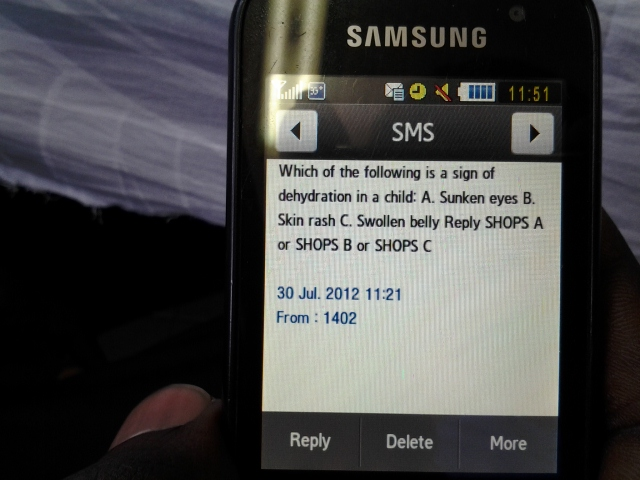 SAMSUNG
11:51
SMS
Which of the following is a sign of
dehydration in a child: A. Sunken eyes B.
Skin rash C. Swollen belly Reply SHOPS A
or SHOPS B or SHOPS C
30 Jul. 2012 11:21
From : 1402
Reply Delete More